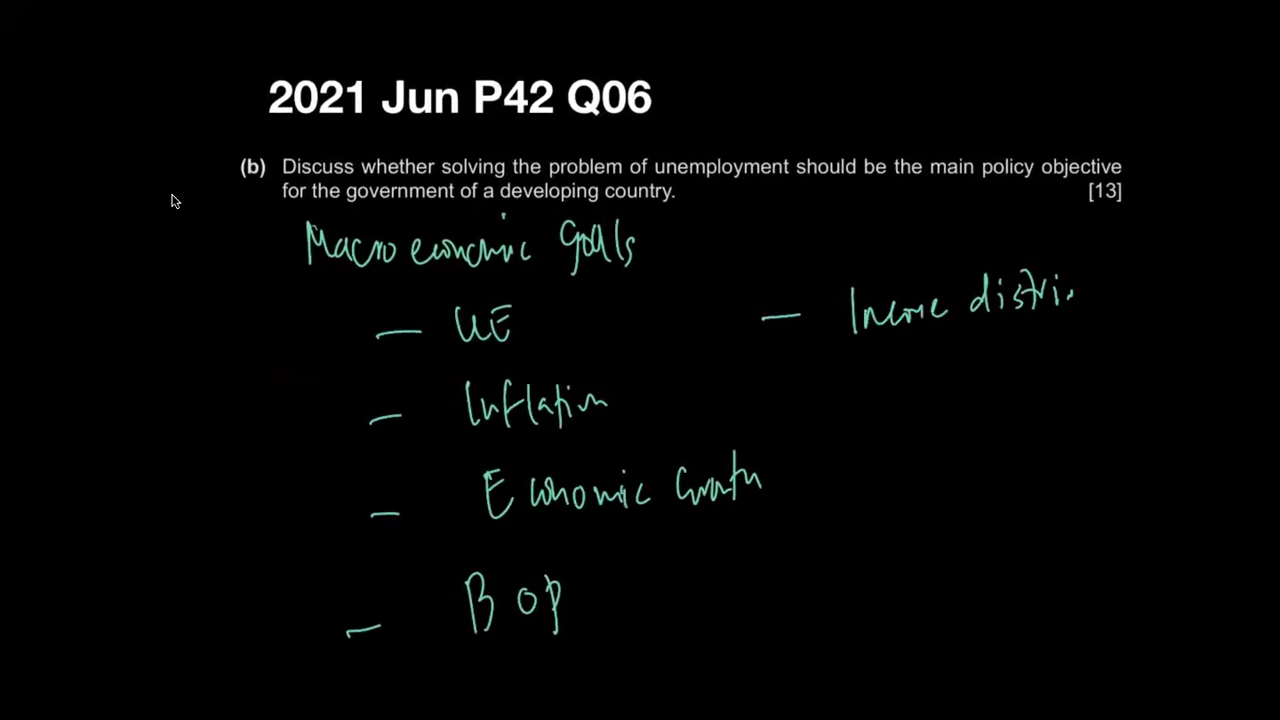 2021 Jun P42 Q06
(b) Discuss whether solving the problem of unemployment should be the main policy objective
for the government of a developing country. [13]
Macroeconomic goals
— UE
— Income distri.
— Inflation
— Economic Growth
— BOP